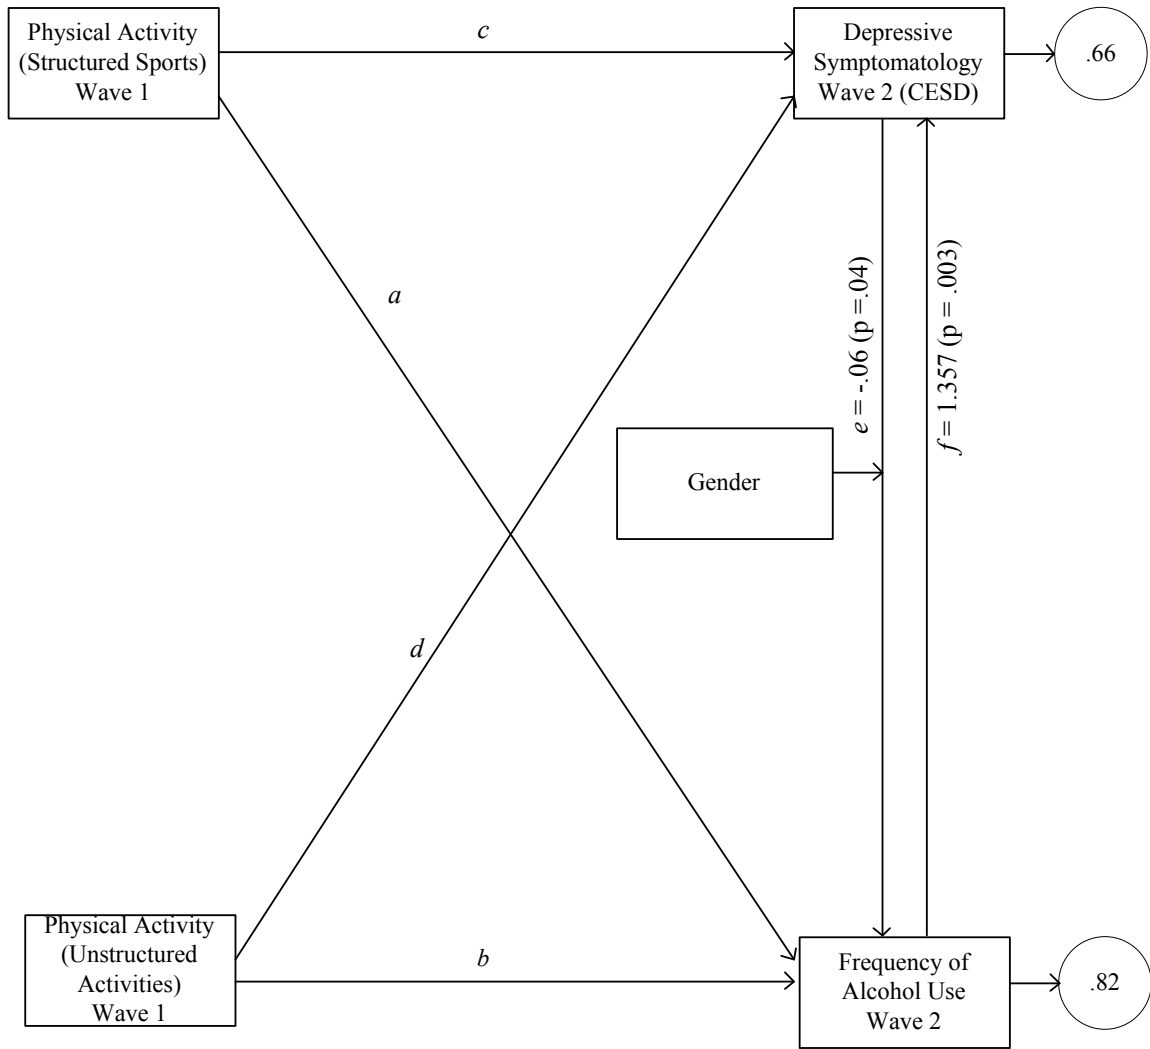 Physical Activity
(Structured Sports)
Wave 1
c
Depressive
Symptomatology
Wave 2 (CESD)
.66
a
e = -.06 (p =.04)
f = 1.357 (p = .003)
Gender
d
Physical Activity
(Unstructured
Activities)
Wave 1
b
Frequency of
Alcohol Use
Wave 2
.82